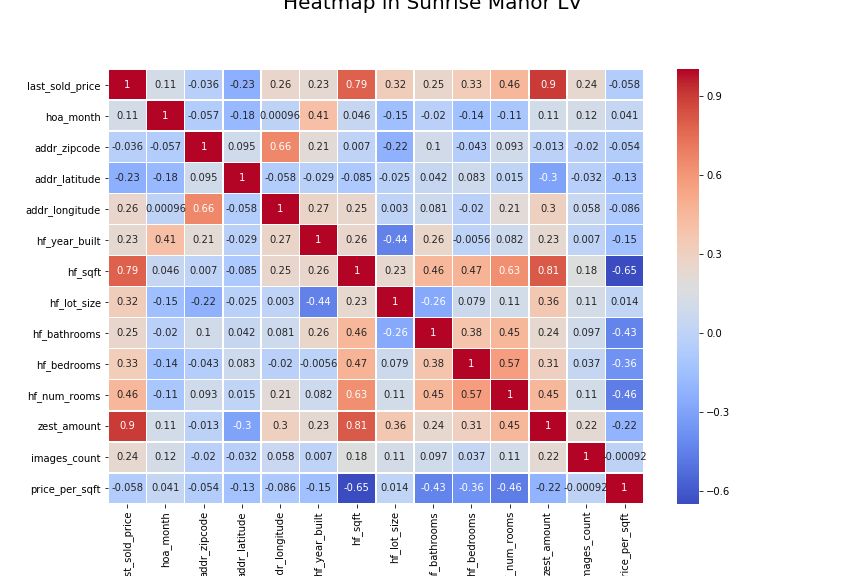 Heatmap in Sunrise Manor LV
last_sold_price 1 0.11 -0.036 -0.23 0.26 0.23 0.79 0.32 0.25 0.33 0.46 0.9 0.24 -0.058
hoa_month 0.11 1 -0.057 -0.18 0.00096 0.41 0.046 -0.15 -0.02 -0.14 -0.11 0.11 0.12 0.041
addr_zipcode -0.036 -0.057 1 0.095 0.66 0.21 0.007 -0.22 0.1 -0.043 0.093 -0.013 -0.02 -0.054
addr_latitude -0.23 -0.18 0.095 1 -0.058 -0.029 -0.085 -0.025 0.042 0.083 0.015 -0.3 -0.032 -0.13
addr_longitude 0.26 0.00096 0.66 -0.058 1 0.27 0.25 0.003 0.081 -0.02 0.21 0.3 0.058 -0.086
hf_year_built 0.23 0.41 0.21 -0.029 0.27 1 0.26 -0.44 0.26 -0.0056 0.082 0.23 0.007 -0.15
hf_sqft 0.79 0.046 0.007 -0.085 0.25 0.26 1 0.23 0.46 0.47 0.63 0.81 0.18 -0.65
hf_lot_size 0.32 -0.15 -0.22 -0.025 0.003 -0.44 0.23 1 -0.26 0.079 0.11 0.36 0.11 0.014
hf_bathrooms 0.25 -0.02 0.1 0.042 0.081 0.26 0.46 -0.26 1 0.38 0.45 0.24 0.097 -0.43
hf_bedrooms 0.33 -0.14 -0.043 0.083 -0.02 -0.0056 0.47 0.079 0.38 1 0.57 0.31 0.037 -0.36
hf_num_rooms 0.46 -0.11 0.093 0.015 0.21 0.082 0.63 0.11 0.45 0.57 1 0.45 0.11 -0.46
zest_amount 0.9 0.11 -0.013 -0.3 0.3 0.23 0.81 0.36 0.24 0.31 0.45 1 0.22 -0.22
images_count 0.24 0.12 -0.02 -0.032 0.058 0.007 0.18 0.11 0.097 0.037 0.11 0.22 1 -0.00092
price_per_sqft -0.058 0.041 -0.054 -0.13 -0.086 -0.15 -0.65 0.014 -0.43 -0.36 -0.46 -0.22 -0.00092 1
st_sold_price hoa_month addr_zipcode addr_latitude dr_longitude hf_year_built hf_sqft hf_lot_size f_bathrooms hf_bedrooms _num_rooms zest_amount mages_count rice_per_sqft
0.9
0.6
0.3
0.0
−0.3
−0.6